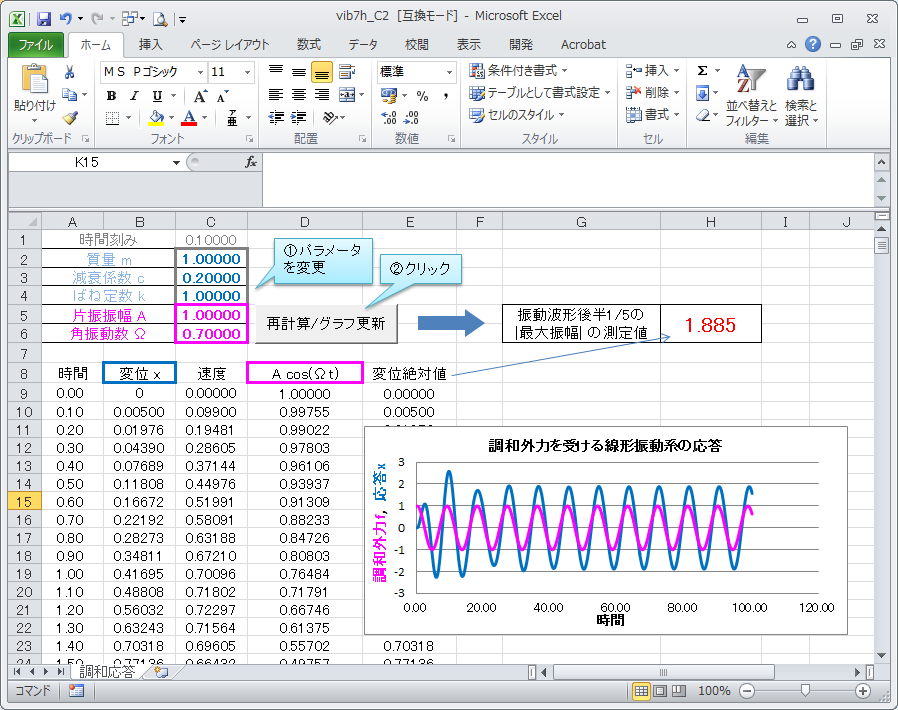 vib7h_C2 [互換モード] - Microsoft Excel
ファイル ホーム 挿入 ページ レイアウト 数式 データ 校閲 表示 開発 Acrobat
貼り付け
クリップボード
ＭＳ Ｐゴシック 11
B I U A A
A 亜
フォント
配置
標準
% ,
数値
条件付き書式
テーブルとして書式設定
セルのスタイル
スタイル
挿入
削除
書式
セル
Σ
並べ替えと
フィルター
検索と
選択
編集
K15 fx
A B C D E F G H I J
1 時間刻み 0.10000
2 質量 m 1.00000
3 減衰係数 c 0.20000
4 ばね定数 k 1.00000
5 片振振幅 A 1.00000
6 角振動数 Ω 0.70000
①パラメータ
を変更
②クリック
再計算/グラフ更新
振動波形後半1/5の
|最大振幅| の測定値
1.885
7
8 時間 変位 x 速度 A cos(Ω t) 変位絶対値
9 0.00 0 0.00000 1.00000 0.00000
10 0.10 0.00500 0.09900 0.99755 0.00500
11 0.20 0.01976 0.19481 0.99022
12 0.30 0.04390 0.28605 0.97803
13 0.40 0.07689 0.37144 0.96106
14 0.50 0.11808 0.44976 0.93937
15 0.60 0.16672 0.51991 0.91309
16 0.70 0.22192 0.58091 0.88233
17 0.80 0.28273 0.63188 0.84726
18 0.90 0.34811 0.67210 0.80803
19 1.00 0.41695 0.70096 0.76484
20 1.10 0.48808 0.71802 0.71791
21 1.20 0.56032 0.72297 0.66746
22 1.30 0.63243 0.71564 0.61375
23 1.40 0.70318 0.69605 0.55702 0.70318
24 1.50 0.77136 0.66432 0.49757 0.77136
調和外力を受ける線形振動系の応答
調和外力f, 応答x
3
2
1
0
-1
-2
-3
0.00 20.00 40.00 60.00 80.00 100.00 120.00
時間
調和応答
コマンド 100%